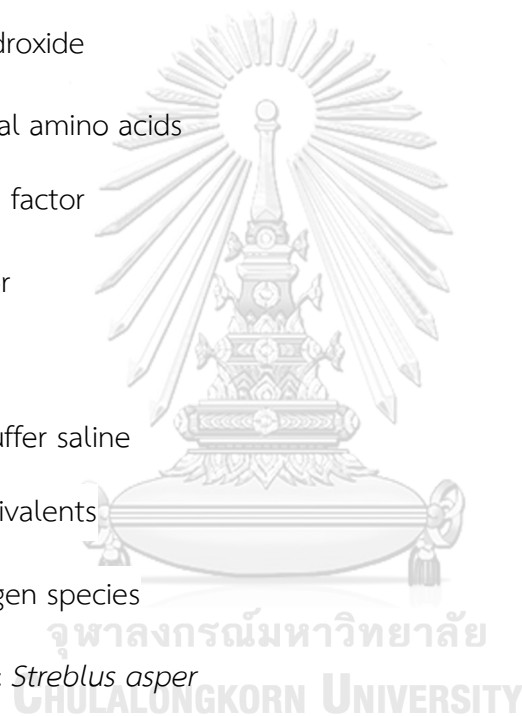 droxide
al amino acids
factor
r
uffer saline
ivalents
gen species
จุฬาลงกรณ์มหาวิทยาลัย
Streblus asper
CHULALONGKORN UNIVERSITY